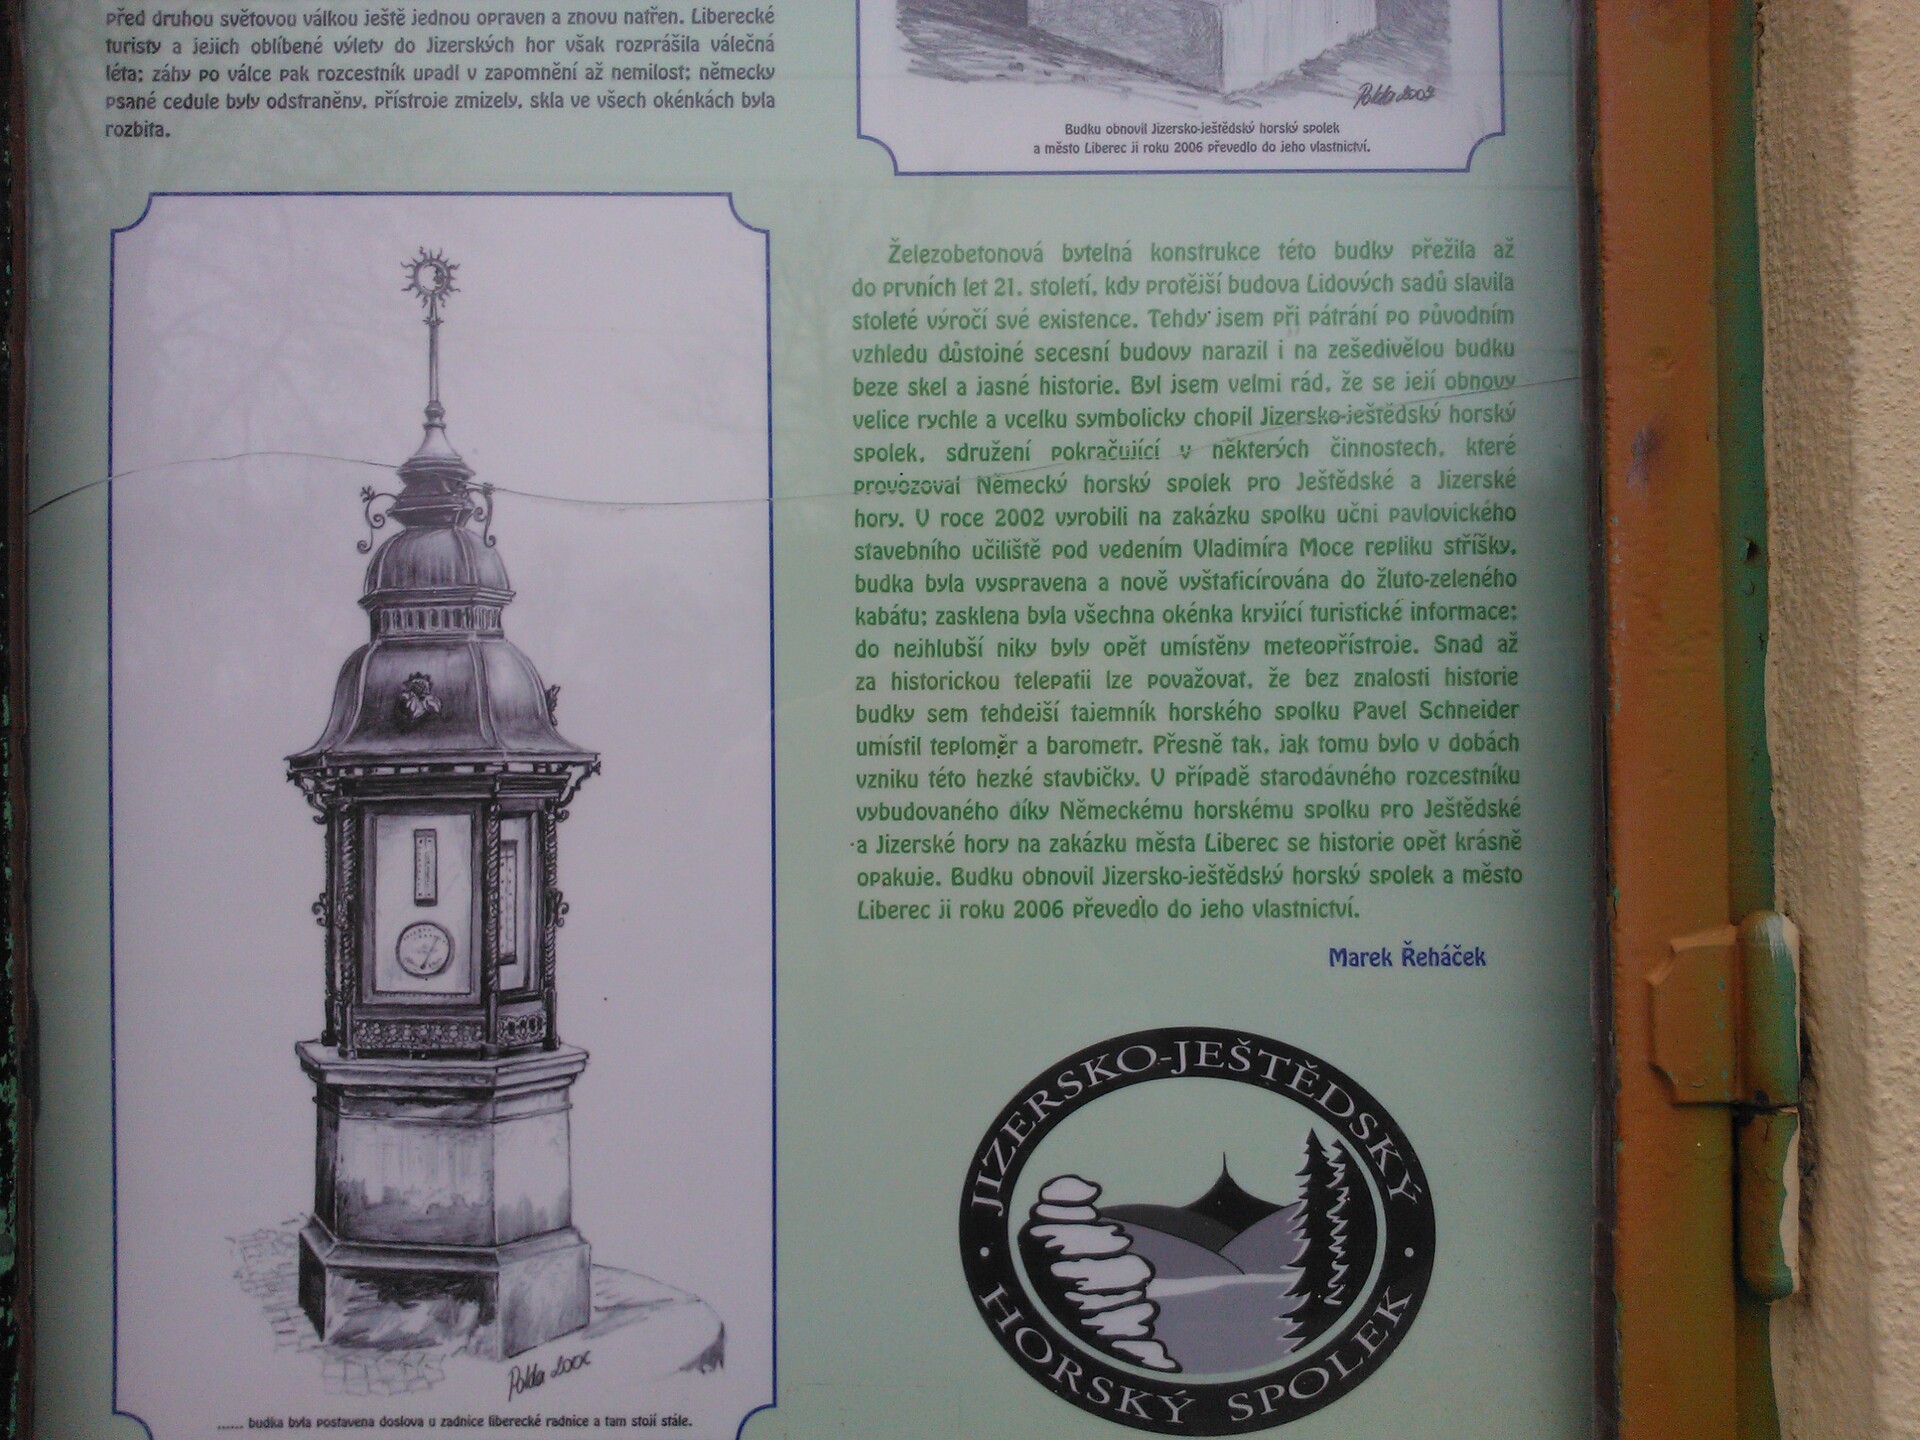 před druhou světovou válkou ještě jednou opraven a znovu natřen. Liberecké
turisty a jejich oblíbené výlety do Jizerských hor však rozprášila válečná
léta; záhy po válce pak rozcestník upadl v zapomnění až nemilost; německy
psané cedule byly odstraněny, přístroje zmizely, skla ve všech okénkách byla
rozbita.
Polda 2007
Budku obnovil Jizersko-ještědský horský spolek
a město Liberec ji roku 2006 převedlo do jeho vlastnictví.
Polda
...... budka byla postavena doslova u zadnice liberecké radnice a tam stojí stále.
Železobetonová bytelná konstrukce této budky přežila až
do prvních let 21. století, kdy protější budova Lidových sadů slavila
stoleté výročí své existence. Tehdy jsem při pátrání po původním
vzhledu důstojné secesní budovy narazil i na zešedivělou budku
beze skel a jasné historie. Byl jsem velmi rád, že se její obnovy
velice rychle a vcelku symbolicky chopil Jizersko-ještědský horský
spolek, sdružení pokračující v některých činnostech, které
provozoval Německý horský spolek pro Ještědské a Jizerské
hory. V roce 2002 vyrobili na zakázku spolku učni pavlovického
stavebního učiliště pod vedením Vladimíra Moce repliku stříšky,
budka byla vyspravena a nově vyštaficírována do žluto-zeleného
kabátu; zasklena byla všechna okénka kryjící turistické informace;
do nejhlubší niky byly opět umístěny meteopřístroje. Snad až
za historickou telepatii lze považovat, že bez znalosti historie
budky sem tehdejší tajemník horského spolku Pavel Schneider
umístil teploměr a barometr. Přesně tak, jak tomu bylo v dobách
vzniku této hezké stavbičky. V případě starodávného rozcestníku
vybudovaného díky Německému horskému spolku pro Ještědské
a Jizerské hory na zakázku města Liberec se historie opět krásně
opakuje. Budku obnovil Jizersko-ještědský horský spolek a město
Liberec ji roku 2006 převedlo do jeho vlastnictví.
Marek Řeháček
JIZERSKO-JEŠTĚDSKÝ
• HORSKÝ SPOLEK •